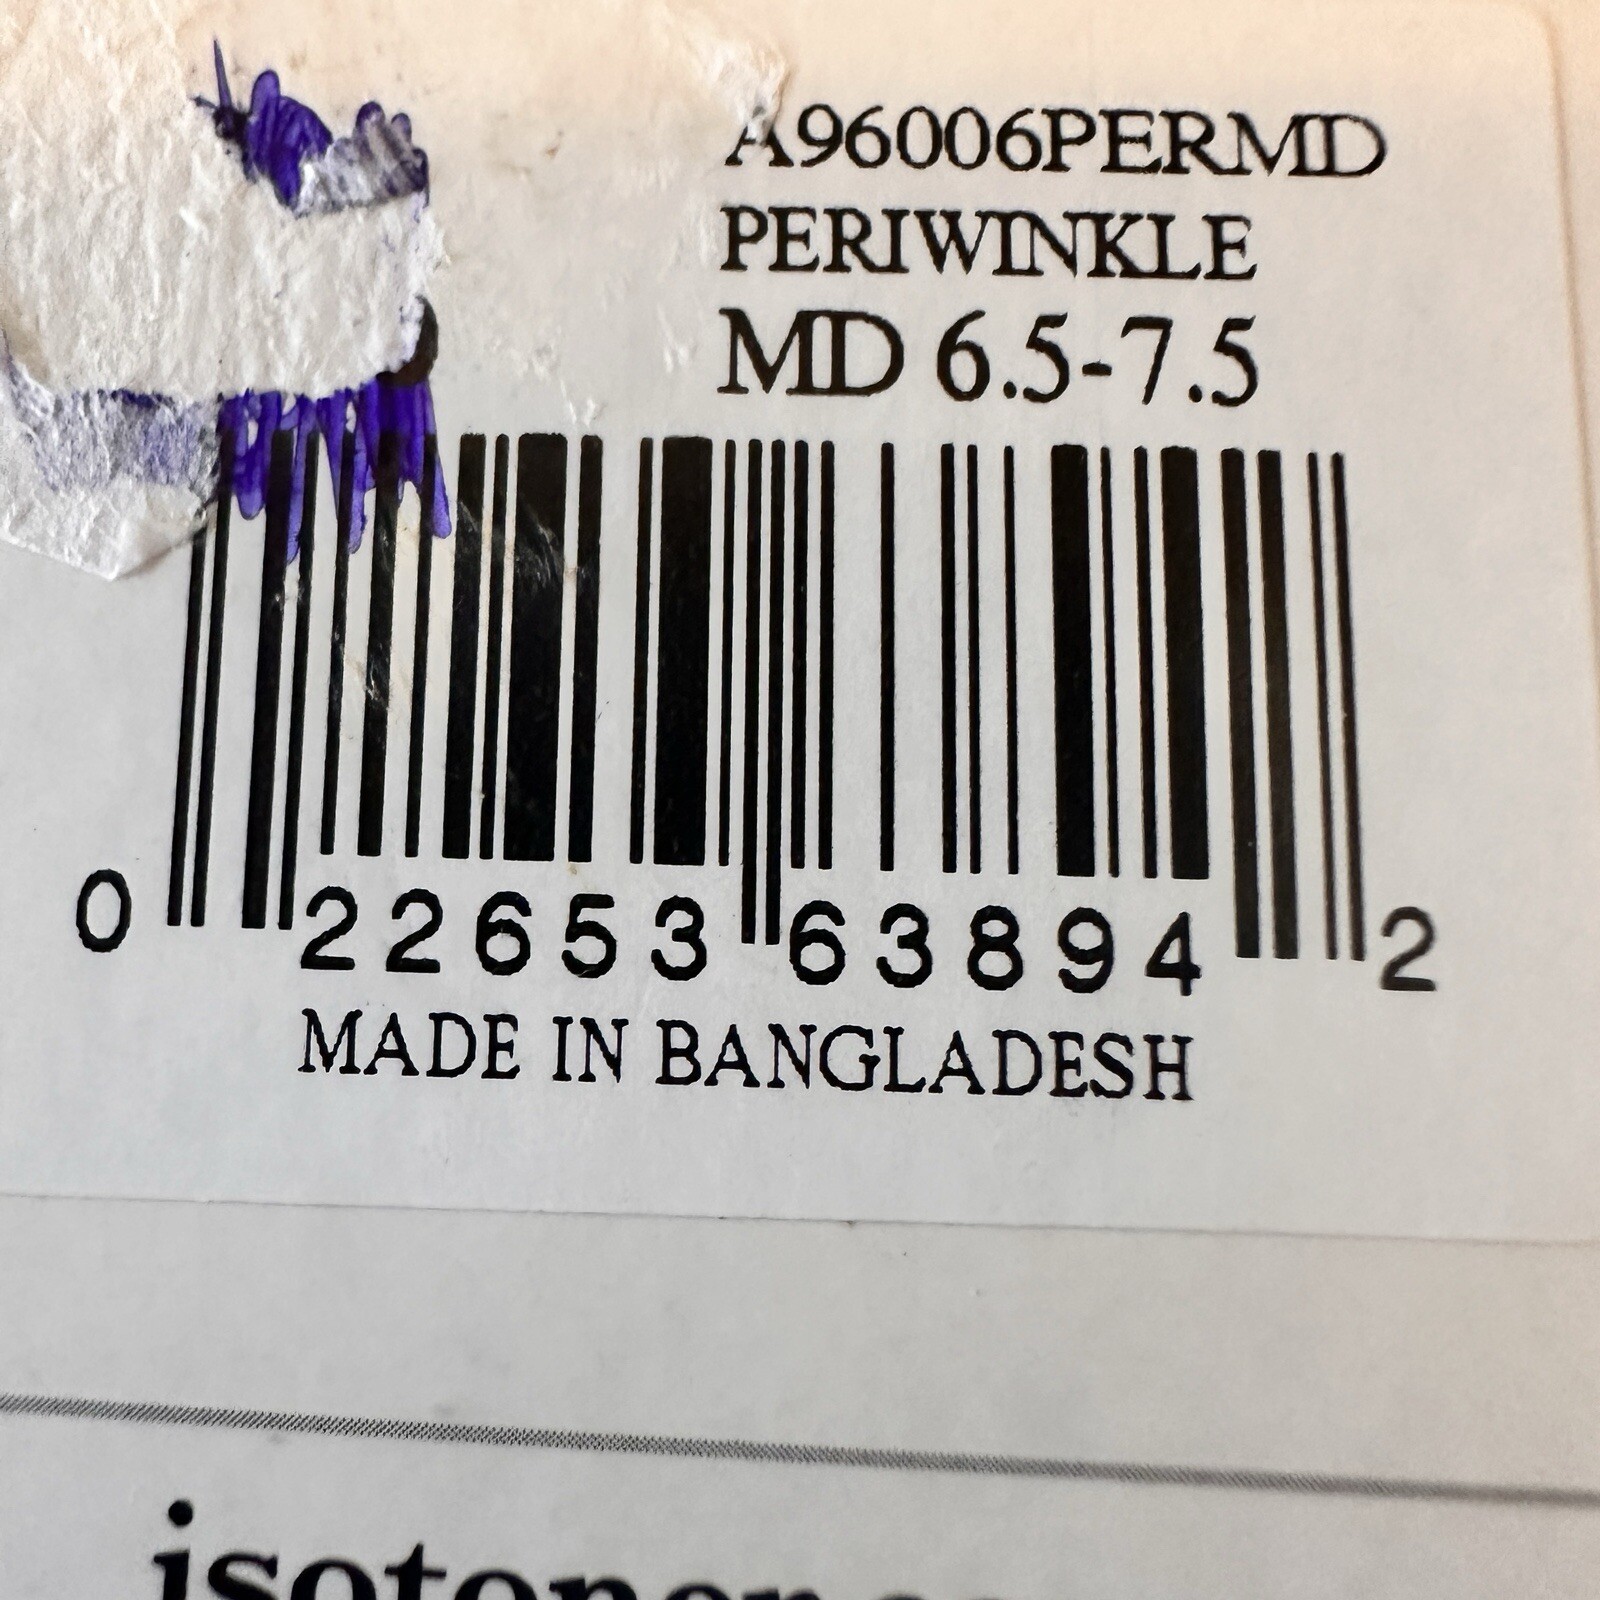 A96006PERMD
PERIWINKLE
MD 6.5-7.5
0 22653 63894 2
MADE IN BANGLADESH